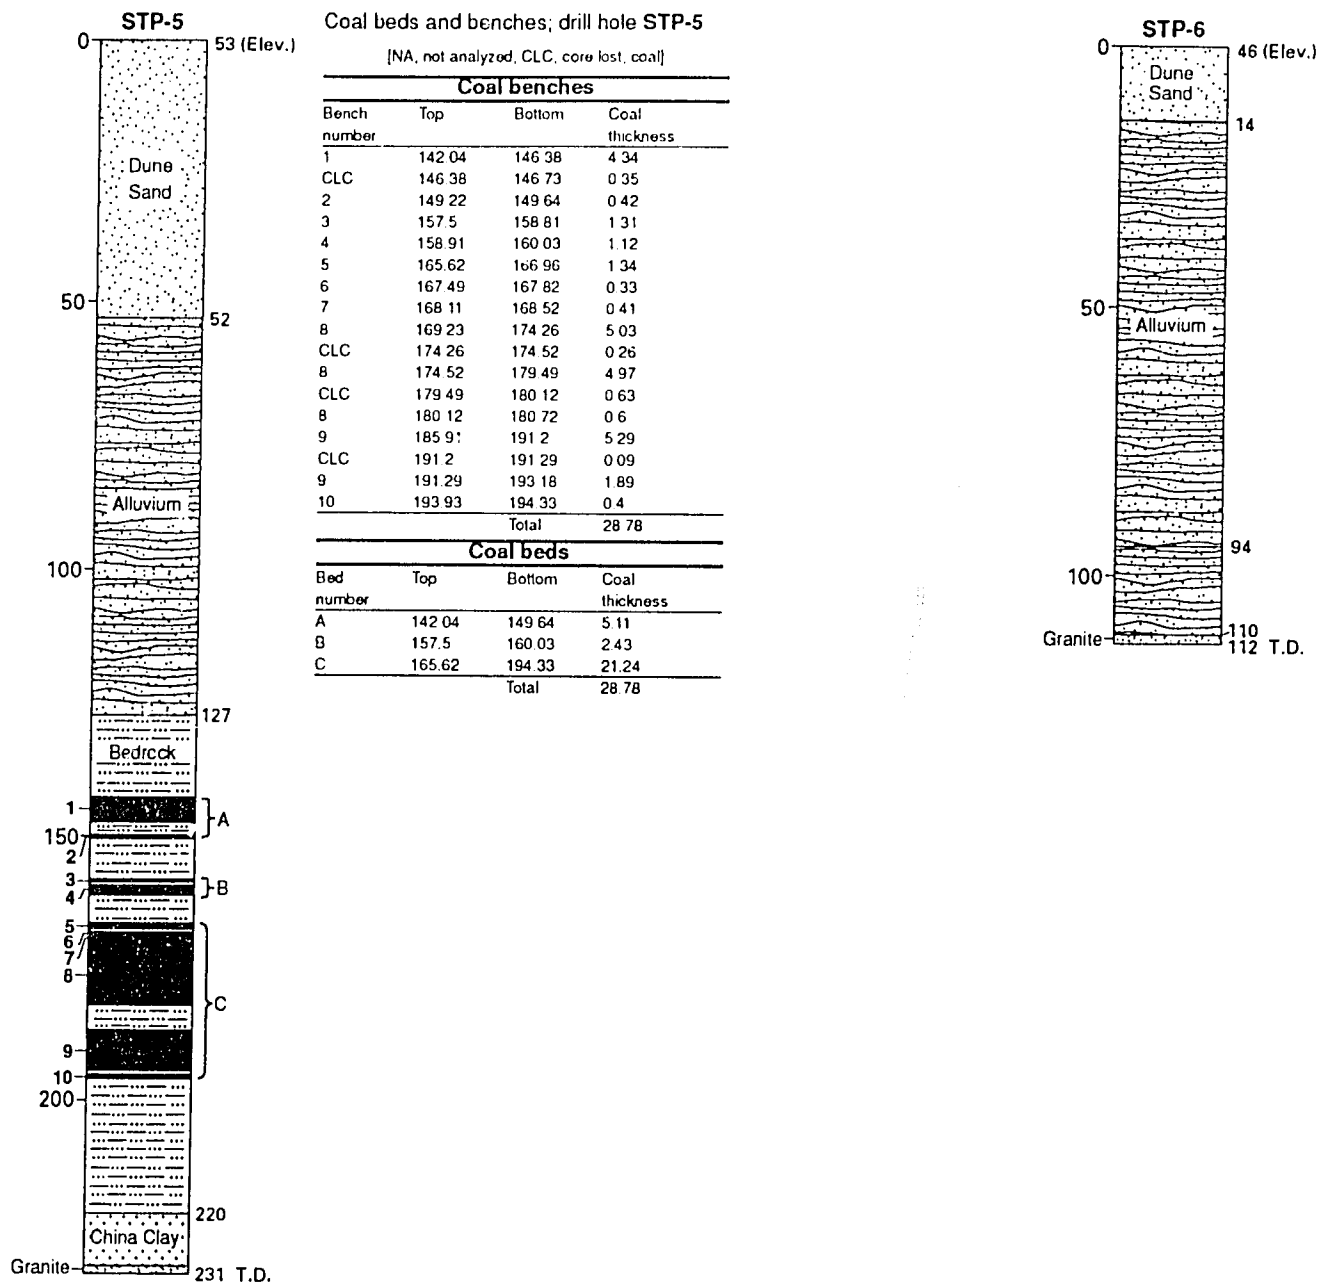 STP-5
0
53 (Elev.)
Dune
Sand
50
52
Alluvium
100
127
Bedrock
1
A
150
2
3
B
4
5
6
7
8
C
9
10
200
220
China Clay
Granite
231 T.D.
Coal beds and benches; drill hole STP-5
[NA, not analyzed, CLC, core lost, coal]
Coal benches
Bench Top Bottom Coal
number thickness
1 142 04 146 38 4 34
CLC 146 38 146 73 0 35
2 149 22 149 64 0 42
3 157.5 158 81 1 31
4 158.91 160 03 1.12
5 165.62 166 96 1 34
6 167.49 167 82 0 33
7 168 11 168 52 0 41
8 169 23 174 26 5 03
CLC 174 26 174 52 0 26
8 174 52 179 49 4 97
CLC 179 49 180 12 0 63
8 180 12 180 72 0 6
9 185 91 191 2 5 29
CLC 191.2 191 29 0 09
9 191.29 193 18 1.89
10 193 93 194.33 0 4
Total 28 78
Coal beds
Bed Top Bottom Coal
number thickness
A 142 04 149 64 5.11
B 157.5 160.03 2.43
C 165.62 194.33 21.24
Total 28.78
STP-6
0
46 (Elev.)
Dune
Sand
14
50
Alluvium
94
100
110
Granite
112 T.D.